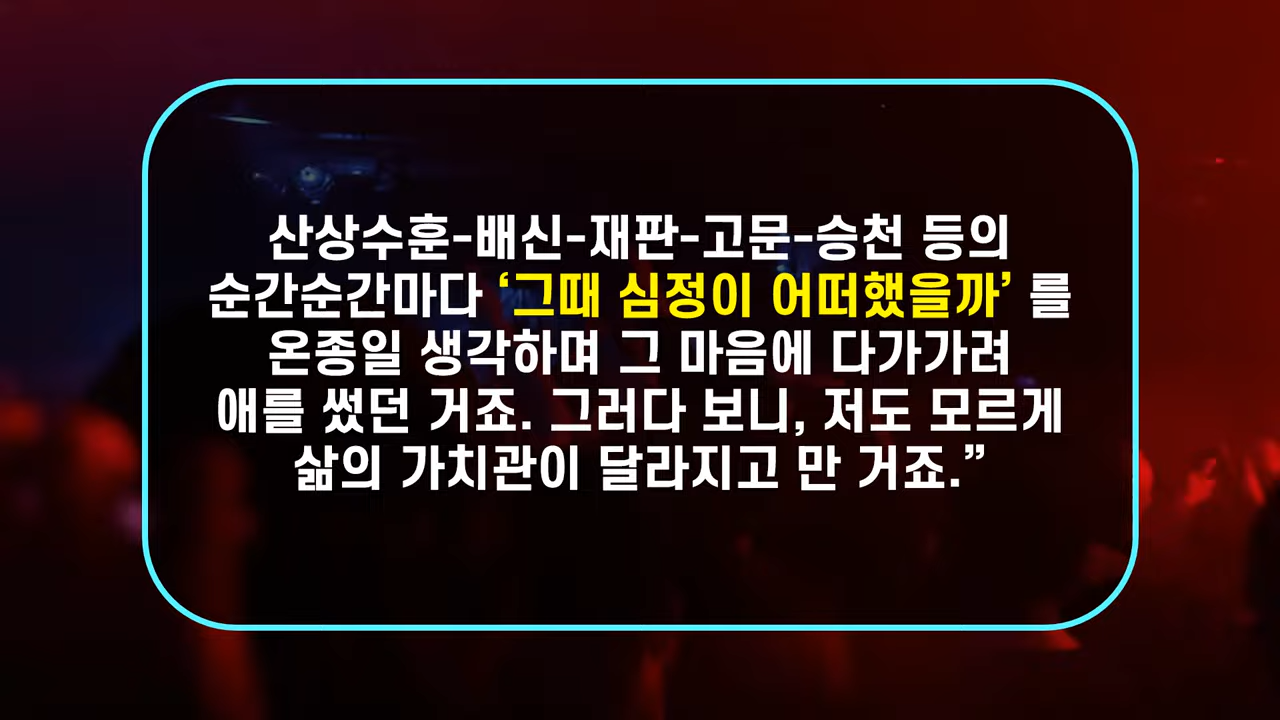 산상수훈-배신-재판-고문-승천 등의
순간순간마다 ‘그때 심정이 어떠했을까’ 를
온종일 생각하며 그 마음에 다가가려
애를 썼던 거죠. 그러다 보니, 저도 모르게
삶의 가치관이 달라지고 만 거죠.”